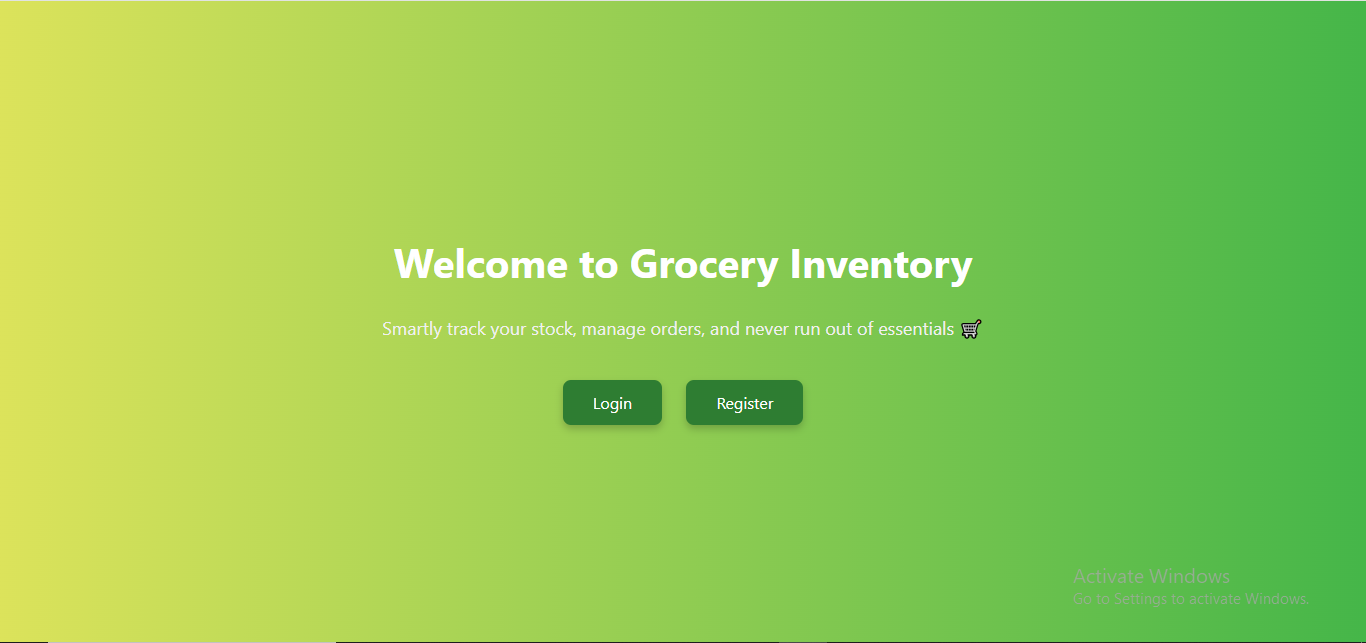 Welcome to Grocery Inventory
Smartly track your stock, manage orders, and never run out of essentials 🛒
Login
Register
Activate Windows
Go to Settings to activate Windows.